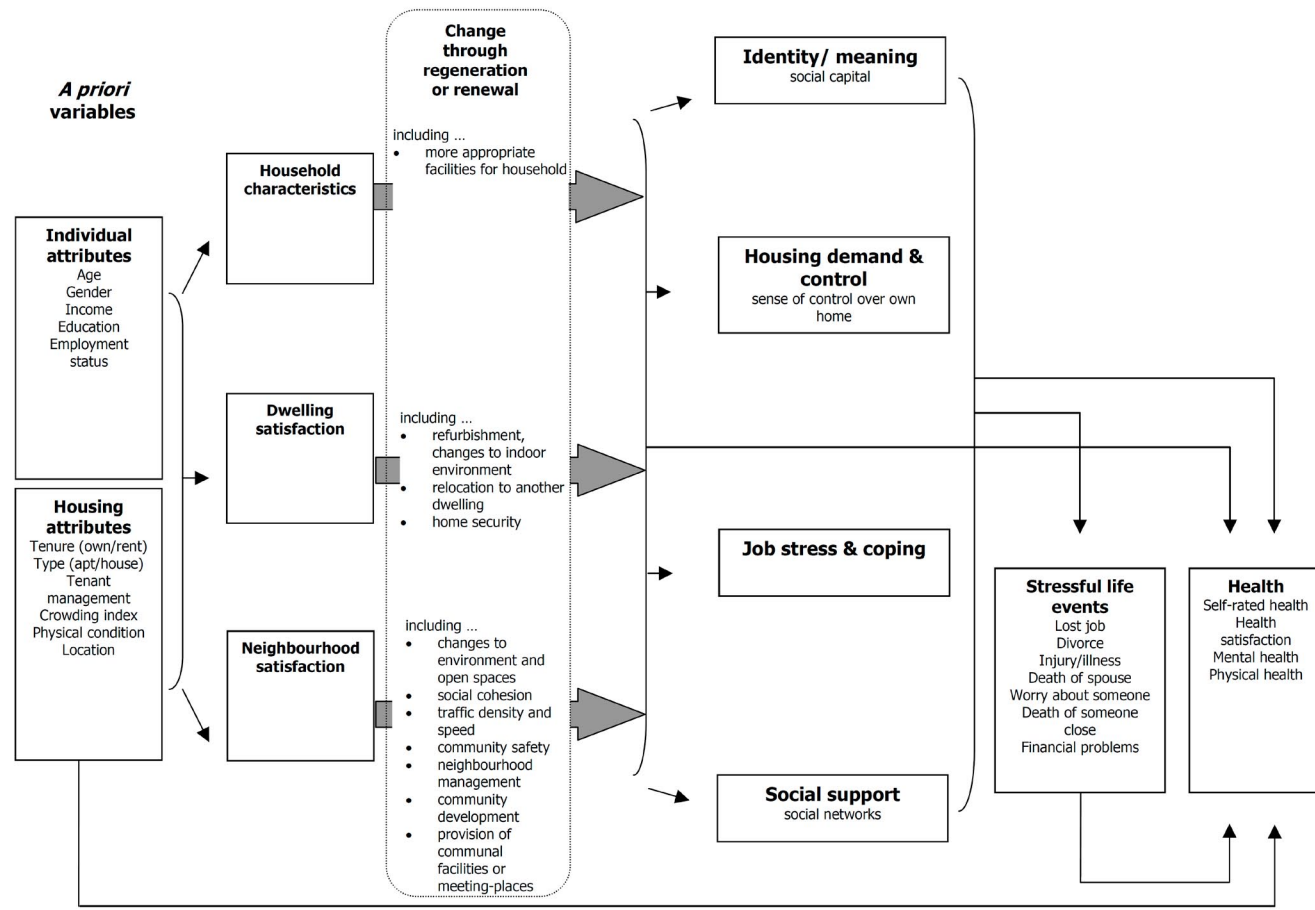 A priori
variables
Individual
attributes
Age
Gender
Income
Education
Employment
status
Housing
attributes
Tenure (own/rent)
Type (apt/house)
Tenant
management
Crowding index
Physical condition
Location
Household
characteristics
Dwelling
satisfaction
Neighbourhood
satisfaction
Change
through
regeneration
or renewal
including ...
• more appropriate
facilities for household
including ...
• refurbishment,
changes to indoor
environment
• relocation to another
dwelling
• home security
including ...
• changes to
environment and
open spaces
• social cohesion
• traffic density and
speed
• community safety
• neighbourhood
management
• community
development
• provision of
communal
facilities or
meeting-places
Identity/ meaning
social capital
Housing demand &
control
sense of control over own
home
Job stress & coping
Social support
social networks
Stressful life
events
Lost job
Divorce
Injury/illness
Death of spouse
Worry about someone
Death of someone
close
Financial problems
Health
Self-rated health
Health
satisfaction
Mental health
Physical health